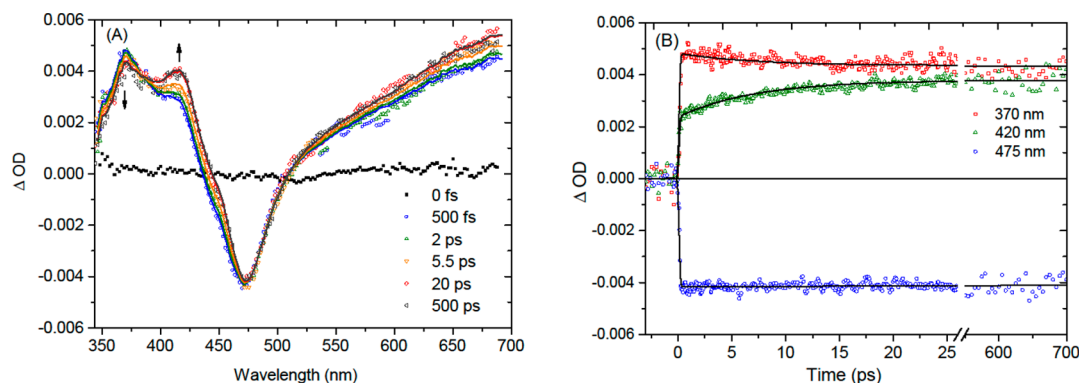 (A)
0.006
0.004
0.002
0.000
-0.002
-0.004
-0.006
Δ OD
0 fs
500 fs
2 ps
5.5 ps
20 ps
500 ps
350 400 450 500 550 600 650 700
Wavelength (nm)
(B)
0.006
0.004
0.002
0.000
-0.002
-0.004
-0.006
Δ OD
370 nm
420 nm
475 nm
0 5 10 15 20 25 600 700
Time (ps)